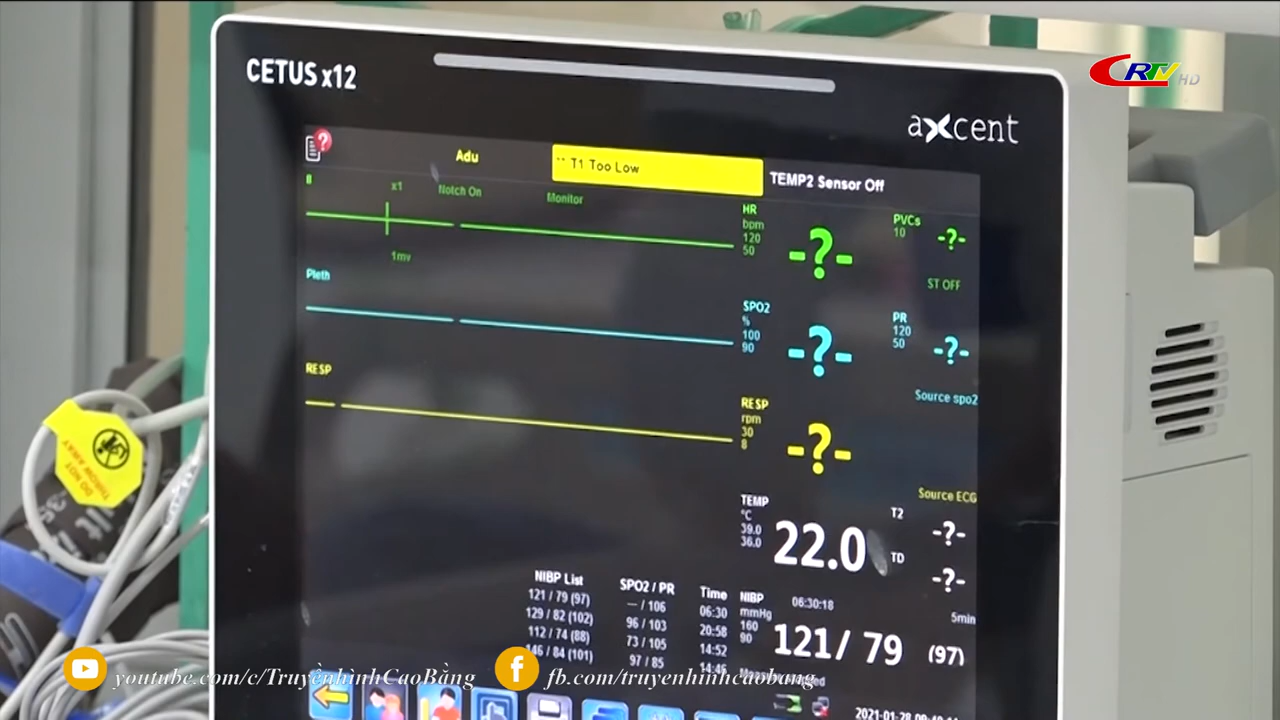 CETUS x12
CRTV HD
axcent
?
Adu
** T1 Too Low
TEMP2 Sensor Off
II
x1
Notch On
Monitor
1mv
HR
bpm
120
50
-?-
PVCs
10
-?-
ST OFF
Pleth
SPO2
%
100
90
-?-
PR
120
50
-?-
Source spo2
RESP
RESP
rpm
30
8
-?-
Source ECG
TEMP
°C
39.0
36.0
22.0
T2
-?-
TD
-?-
NIBP List SPO2 / PR Time
121 / 79 (97) — / 106 06:30
129 / 82 (102) 96 / 103 20:58
112 / 74 (88) 73 / 105 14:52
146 / 84 (101) 97 / 85 14:46
NIBP
mmHg
160
90
06:30:18
5min
121/ 79 (97)
DO NOT
THROW AWAY
youtube.com/c/TruyềnhìnhCaoBằng
fb.com/truyenhinhcaobang